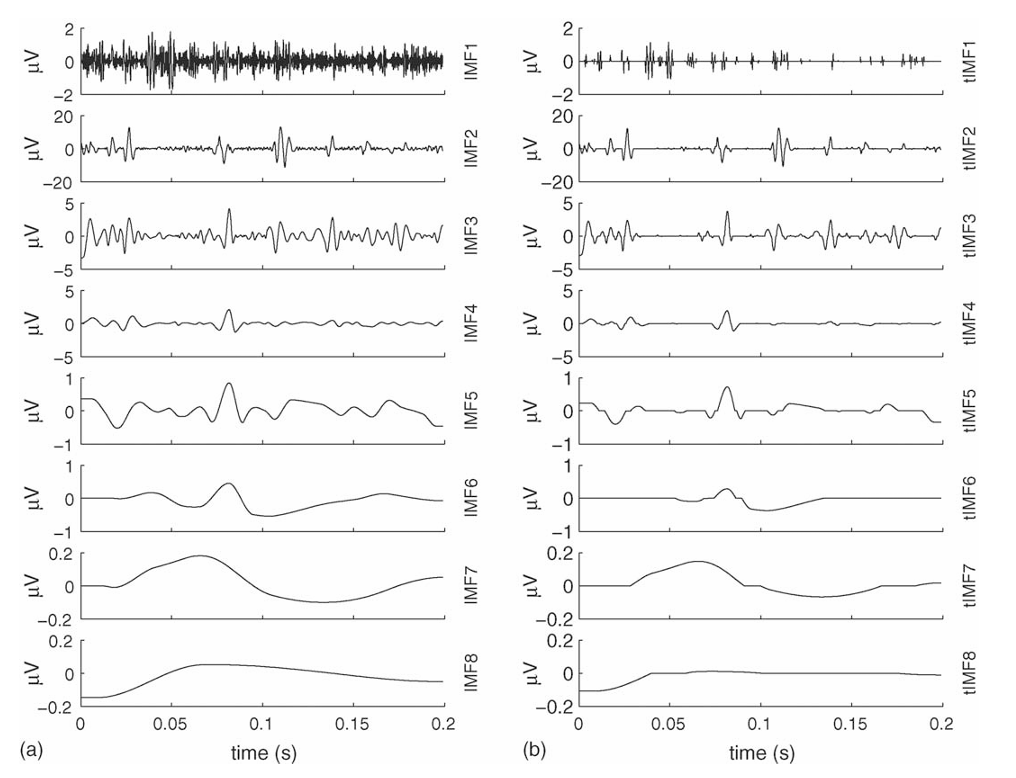 2
μV 0 IMF1
−2
20
μV 0 IMF2
−20
5
μV 0 IMF3
−5
5
μV 0 IMF4
−5
1
μV 0 IMF5
−1
1
μV 0 IMF6
−1
0.2
μV 0 IMF7
−0.2
0.2
μV 0 IMF8
−0.2
0 0.05 0.1 0.15 0.2
(a) time (s)
2
μV 0 tIMF1
−2
20
μV 0 tIMF2
−20
5
μV 0 tIMF3
−5
5
μV 0 tIMF4
−5
1
μV 0 tIMF5
−1
1
μV 0 tIMF6
−1
0.2
μV 0 tIMF7
−0.2
0.2
μV 0 tIMF8
−0.2
0 0.05 0.1 0.15 0.2
(b) time (s)